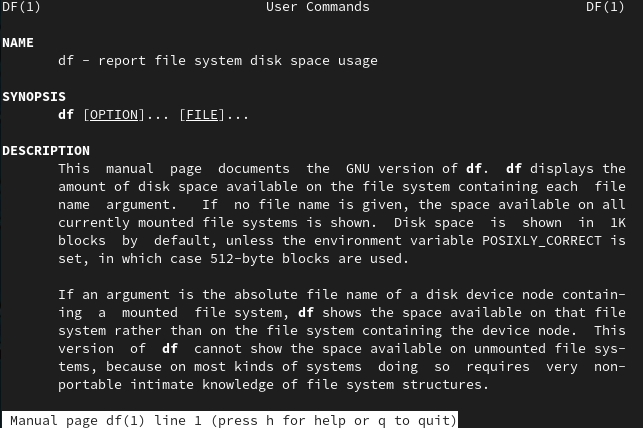 DF(1) User Commands DF(1)
NAME
df - report file system disk space usage
SYNOPSIS
df [OPTION]... [FILE]...
DESCRIPTION
This manual page documents the GNU version of df. df displays the
amount of disk space available on the file system containing each file
name argument. If no file name is given, the space available on all
currently mounted file systems is shown. Disk space is shown in 1K
blocks by default, unless the environment variable POSIXLY_CORRECT is
set, in which case 512-byte blocks are used.
If an argument is the absolute file name of a disk device node contain-
ing a mounted file system, df shows the space available on that file
system rather than on the file system containing the device node. This
version of df cannot show the space available on unmounted file sys-
tems, because on most kinds of systems doing so requires very non-
portable intimate knowledge of file system structures.
Manual page df(1) line 1 (press h for help or q to quit)